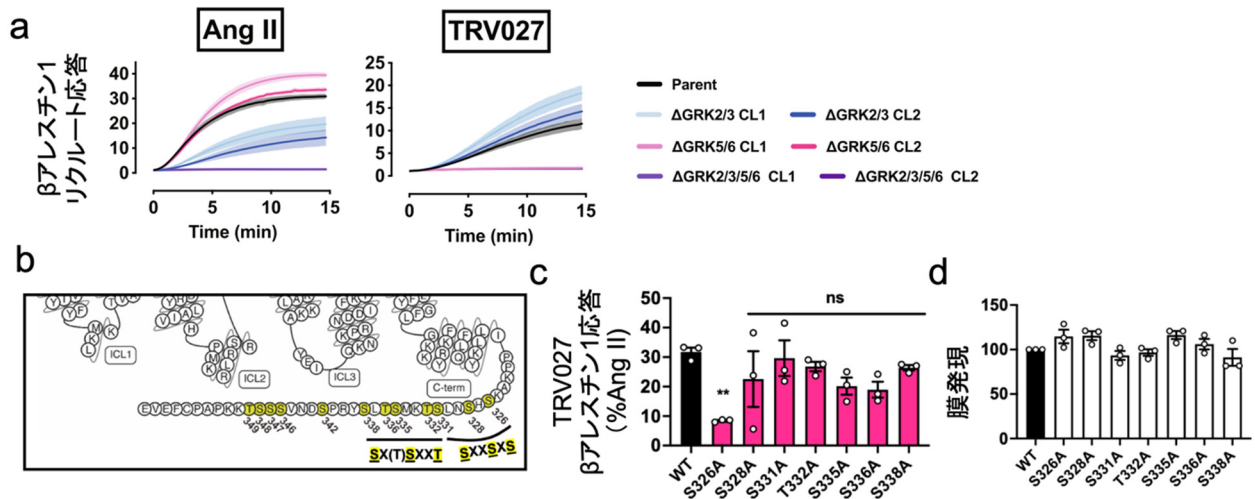 a
Ang II
TRV027
βアレスチン1
リクルート応答
40
30
20
10
0
0
5
10
15
Time (min)
25
20
15
10
5
0
0
5
10
15
Time (min)
Parent
ΔGRK2/3 CL1
ΔGRK2/3 CL2
ΔGRK5/6 CL1
ΔGRK5/6 CL2
ΔGRK2/3/5/6 CL1
ΔGRK2/3/5/6 CL2
b
ICL1
ICL2
ICL3
C-term
EVEFCPAPKKTSSSVNDSPRYSLTSMKTSLNSHS
349
348
347
346
342
338
336
335
332
331
328
326
SX(T)SXXT
SXXSXS
c
TRV027
βアレスチン1応答
(%Ang II)
50
40
30
20
10
0
**
ns
WT
S326A
S328A
S331A
T332A
S335A
S336A
S338A
d
膜発現
150
100
50
0
WT
S326A
S328A
S331A
T332A
S335A
S336A
S338A